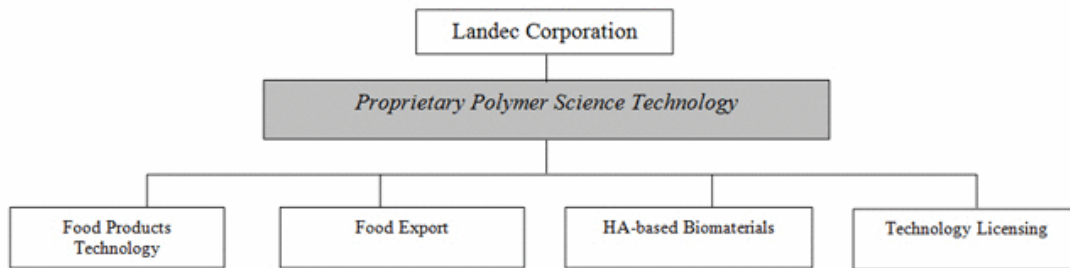 Landec Corporation
Proprietary Polymer Science Technology
Food Products
Technology
Food Export
HA-based Biomaterials
Technology Licensing